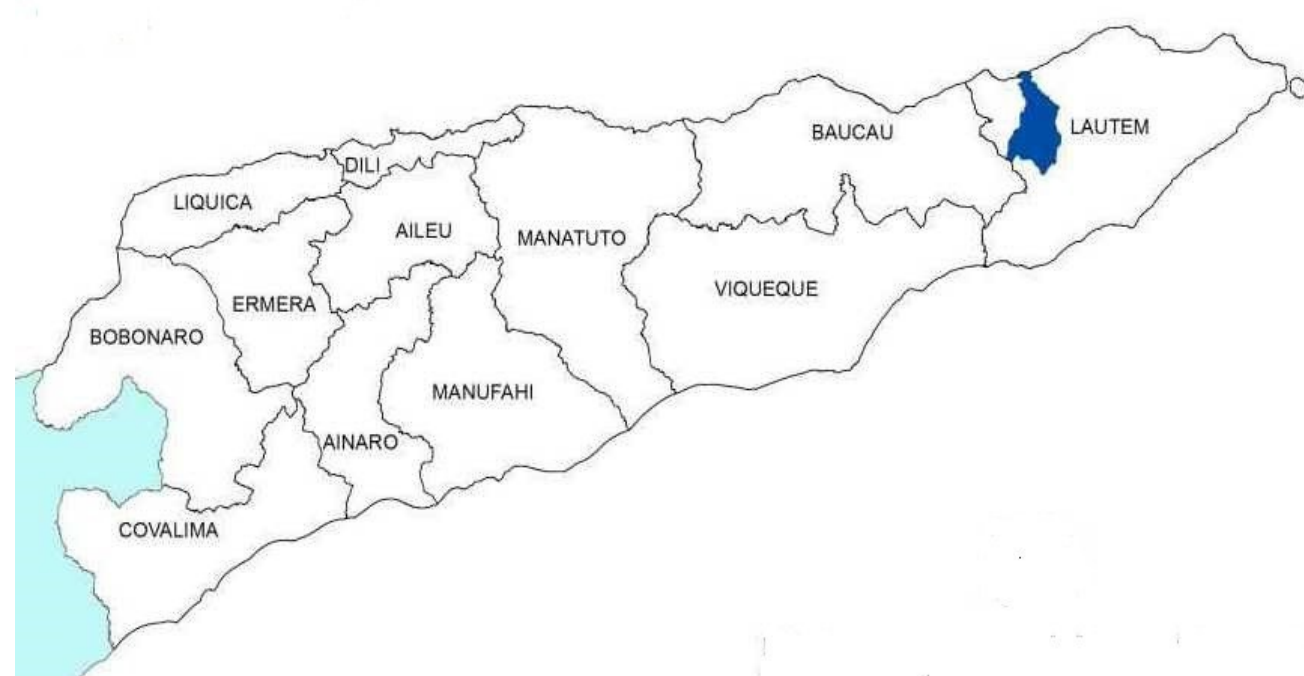 LAUTEM
BAUCAU
DILI
LIQUICA
AILEU
MANATUTO
VIQUEQUE
ERMERA
BOBONARO
MANUFAHI
AINARO
COVALIMA